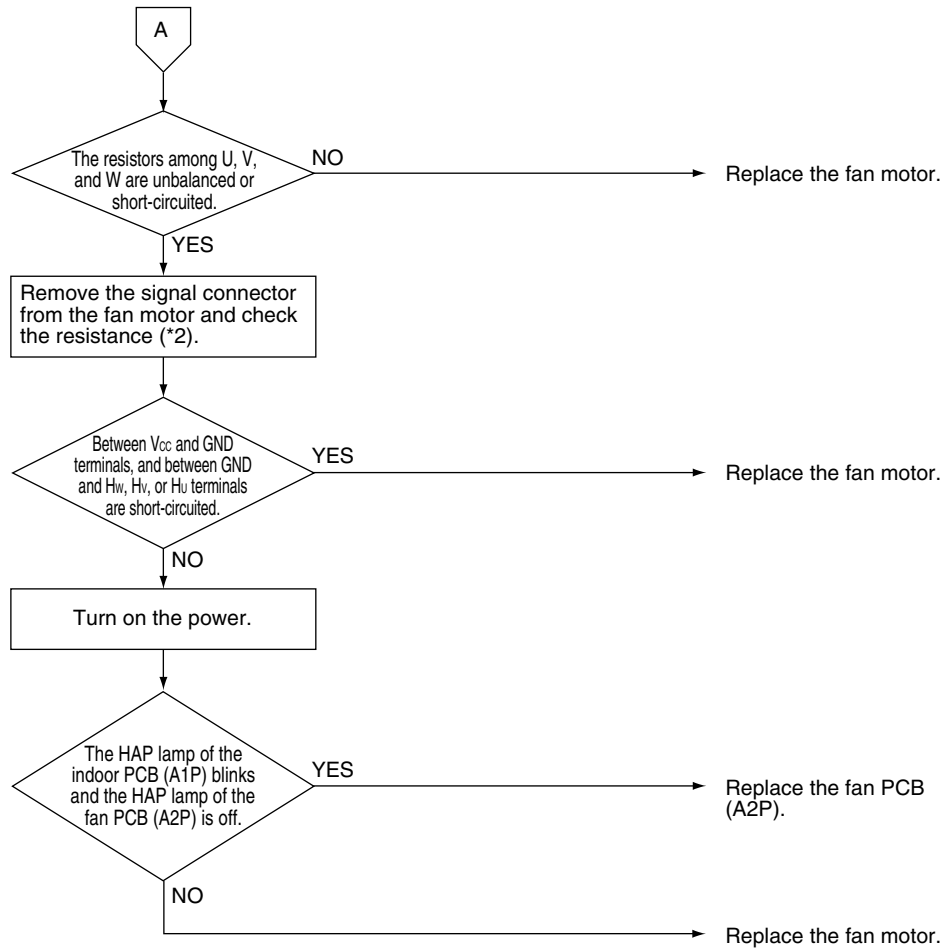 A
The resistors among U, V,
and W are unbalanced or
short-circuited.
NO
Replace the fan motor.
YES
Remove the signal connector
from the fan motor and check
the resistance (*2).
Between Vcc and GND
terminals, and between GND
and Hw, Hv, or Hu terminals
are short-circuited.
YES
Replace the fan motor.
NO
Turn on the power.
The HAP lamp of the
indoor PCB (A1P) blinks
and the HAP lamp of the
fan PCB (A2P) is off.
YES
Replace the fan PCB
(A2P).
NO
Replace the fan motor.